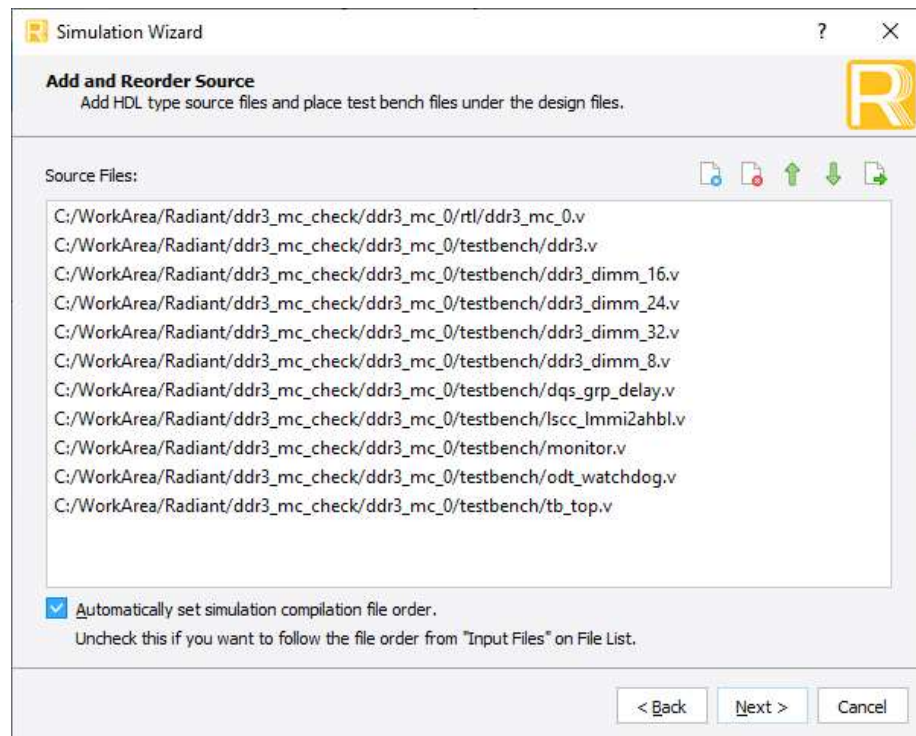 Simulation Wizard
?
Add and Reorder Source
Add HDL type source files and place test bench files under the design files.
R
Source Files:
C:/WorkArea/Radiant/ddr3_mc_check/ddr3_mc_0/rtl/ddr3_mc_0.v
C:/WorkArea/Radiant/ddr3_mc_check/ddr3_mc_0/testbench/ddr3.v
C:/WorkArea/Radiant/ddr3_mc_check/ddr3_mc_0/testbench/ddr3_dimm_16.v
C:/WorkArea/Radiant/ddr3_mc_check/ddr3_mc_0/testbench/ddr3_dimm_24.v
C:/WorkArea/Radiant/ddr3_mc_check/ddr3_mc_0/testbench/ddr3_dimm_32.v
C:/WorkArea/Radiant/ddr3_mc_check/ddr3_mc_0/testbench/ddr3_dimm_8.v
C:/WorkArea/Radiant/ddr3_mc_check/ddr3_mc_0/testbench/dqs_grp_delay.v
C:/WorkArea/Radiant/ddr3_mc_check/ddr3_mc_0/testbench/lscc_lmmi2ahbl.v
C:/WorkArea/Radiant/ddr3_mc_check/ddr3_mc_0/testbench/monitor.v
C:/WorkArea/Radiant/ddr3_mc_check/ddr3_mc_0/testbench/odt_watchdog.v
C:/WorkArea/Radiant/ddr3_mc_check/ddr3_mc_0/testbench/tb_top.v
Automatically set simulation compilation file order.
Uncheck this if you want to follow the file order from "Input Files" on File List.
< Back Next > Cancel